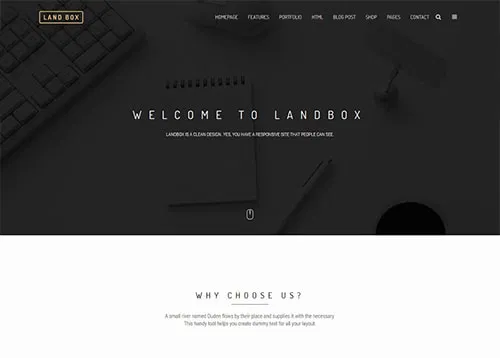 LAND BOX
HOMEPAGE FEATURES PORTFOLIO HTML BLOG POST SHOP PAGES CONTACT
WELCOME TO LANDBOX
LANDBOX IS A CLEAN DESIGN. YES, YOU HAVE A RESPONSIVE SITE THAT PEOPLE CAN SEE.
WHY CHOOSE US?
A small river named Duden flows by their place and supplies it with the necessary
This handy tool helps you create dummy text for all your layout.